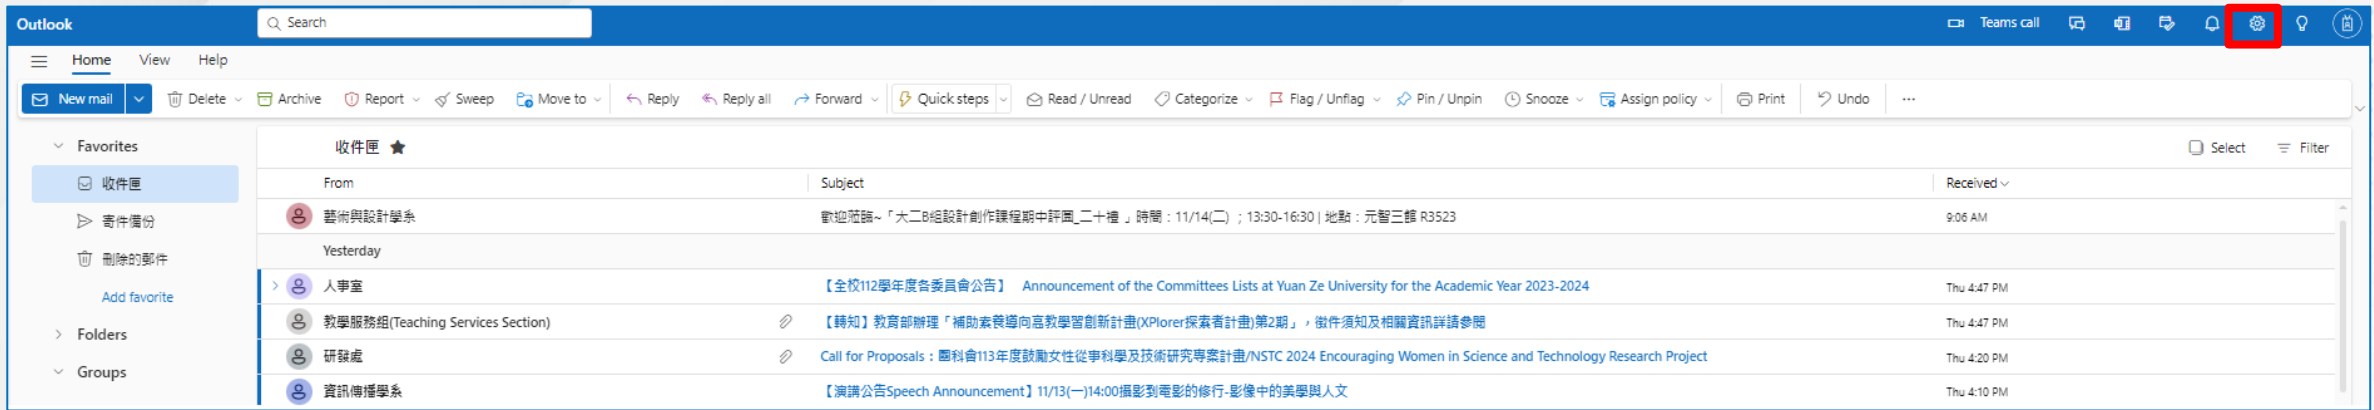 Outlook Search Teams call
Home View Help
New mail Delete Archive Report Sweep Move to Reply Reply all Forward Quick steps Read / Unread Categorize Flag / Unflag Pin / Unpin Snooze Assign policy Print Undo ...
Favorites
收件匣
寄件備份
刪除的郵件
Add favorite
Folders
Groups
收件匣 Select Filter
From Subject Received
藝術與設計學系 歡迎蒞臨~「大二B組設計創作課程期中評圖_二十禮 」時間：11/14(二) ；13:30-16:30 | 地點：元智三館 R3523 9:06 AM
Yesterday
人事室 【全校112學年度各委員會公告】 Announcement of the Committees Lists at Yuan Ze University for the Academic Year 2023-2024 Thu 4:47 PM
教學服務組(Teaching Services Section) 【轉知】教育部辦理「補助素養導向高教學習創新計畫(XPlorer探索者計畫)第2期」，徵件須知及相關資訊詳請參閱 Thu 4:47 PM
研發處 Call for Proposals：國科會113年度鼓勵女性從事科學及技術研究專案計畫/NSTC 2024 Encouraging Women in Science and Technology Research Project Thu 4:20 PM
資訊傳播學系 【演講公告Speech Announcement】11/13(一)14:00攝影到電影的修行-影像中的美學與人文 Thu 4:10 PM